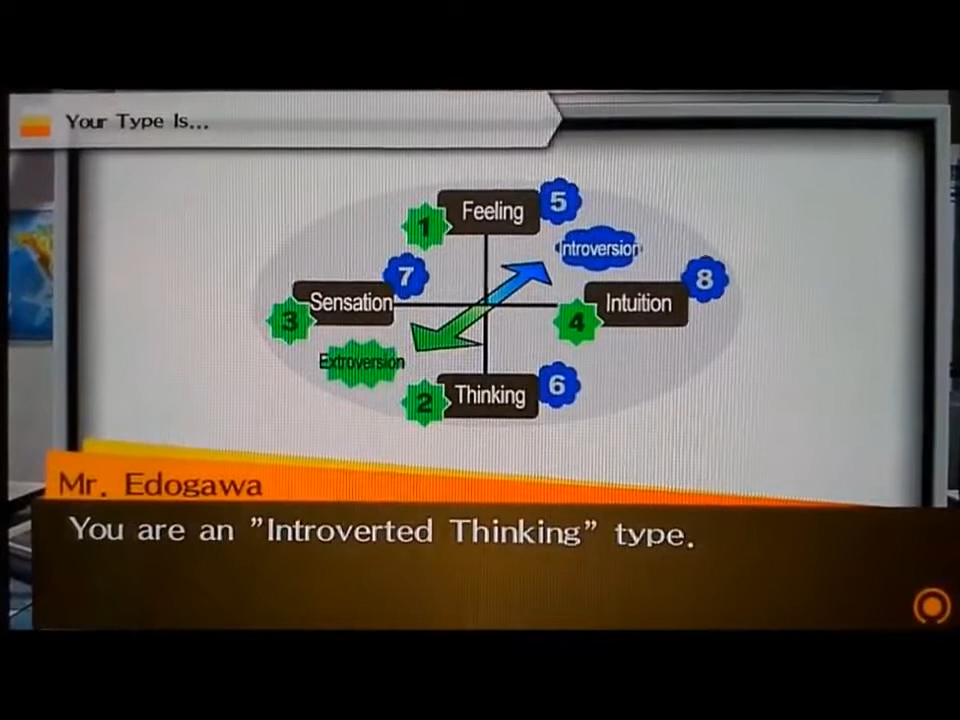 Your Type Is...
Feeling
5
1
Introversion
7
8
Sensation
Intuition
3
4
Extroversion
6
2
Thinking
Mr. Edogawa
You are an "Introverted Thinking" type.